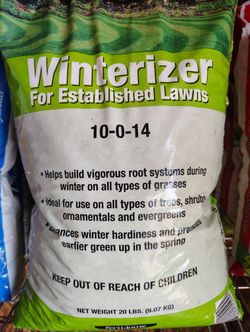 Winterizer
For Established Lawns
10-0-14
• Helps build vigorous root systems during
winter on all types of grasses
• Ideal for use on all types of trees, shrubs
ornamentals and evergreens
winter hardiness and
earlier green up in the spring
KEEP OUT OF REACH OF CHILDREN
NET WEIGHT 20 LBS. (9.07 KG)